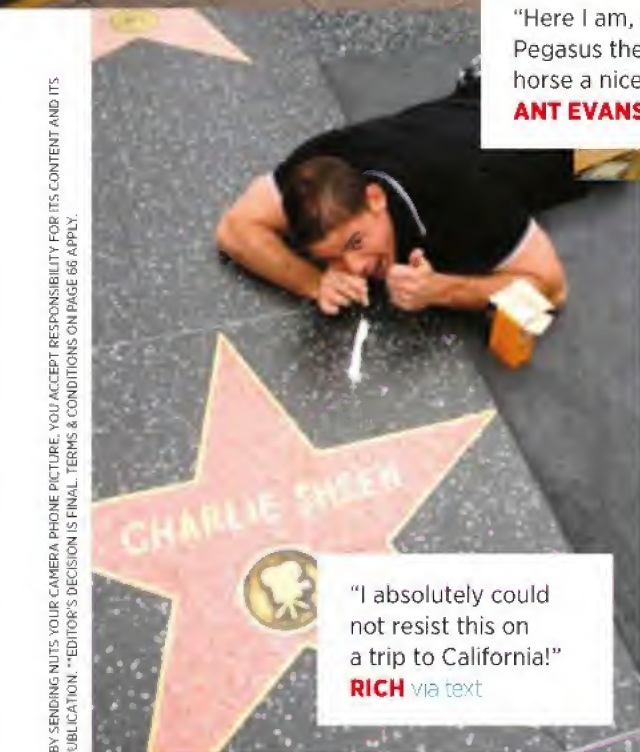 "Here I am,
Pegasus the
horse a nice
ANT EVANS
BY SENDING NUTS YOUR CAMERA PHONE PICTURE, YOU ACCEPT RESPONSIBILITY FOR ITS CONTENT AND ITS
UBLICATION. **EDITOR'S DECISION IS FINAL. TERMS & CONDITIONS ON PAGE 66 APPLY.
CHARLIE SHEEN
"I absolutely could
not resist this on
a trip to California!"
RICH via text